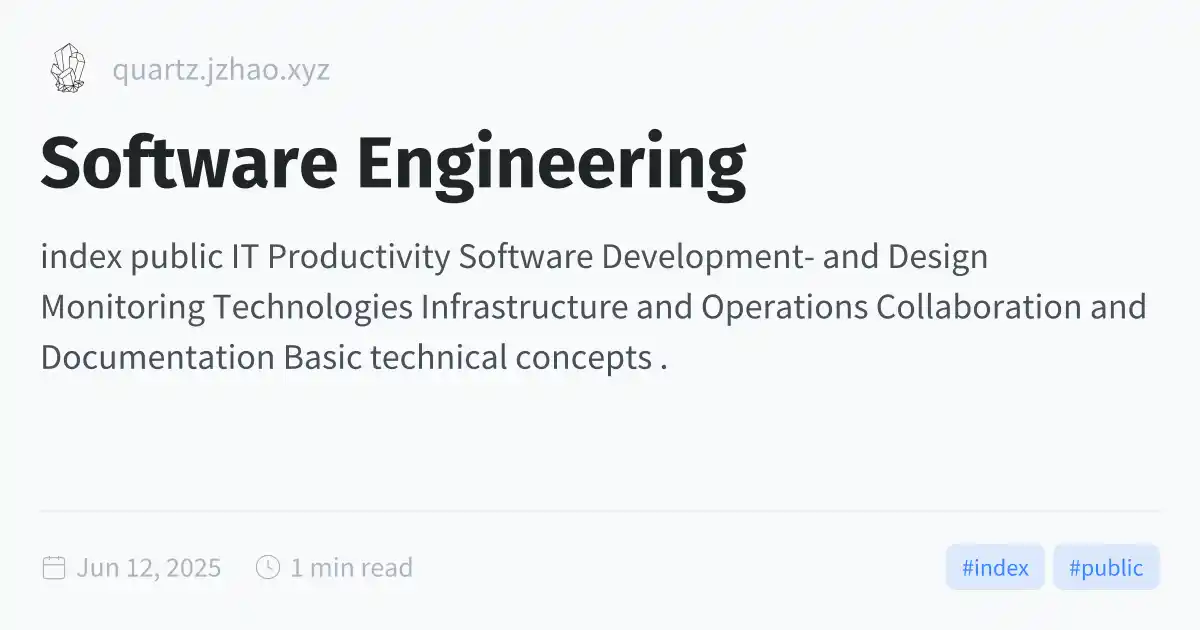 quartz.jzhao.xyz
Software Engineering
index public IT Productivity Software Development- and Design
Monitoring Technologies Infrastructure and Operations Collaboration and
Documentation Basic technical concepts .
Jun 12, 2025 1 min read #index #public